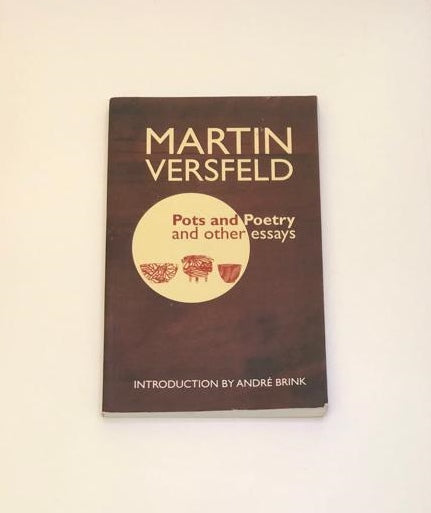 MARTIN
VERSFELD
Pots and Poetry
and other essays
INTRODUCTION BY ANDRÉ BRINK